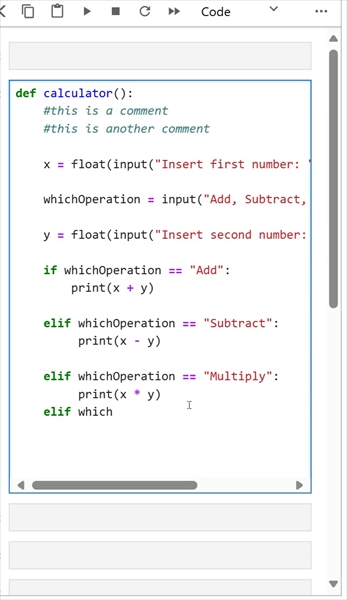 Code
def calculator():
#this is a comment
#this is another comment
x = float(input("Insert first number: "
whichOperation = input("Add, Subtract,
y = float(input("Insert second number:
if whichOperation == "Add":
print(x + y)
elif whichOperation == "Subtract":
print(x - y)
elif whichOperation == "Multiply":
print(x * y)
elif which